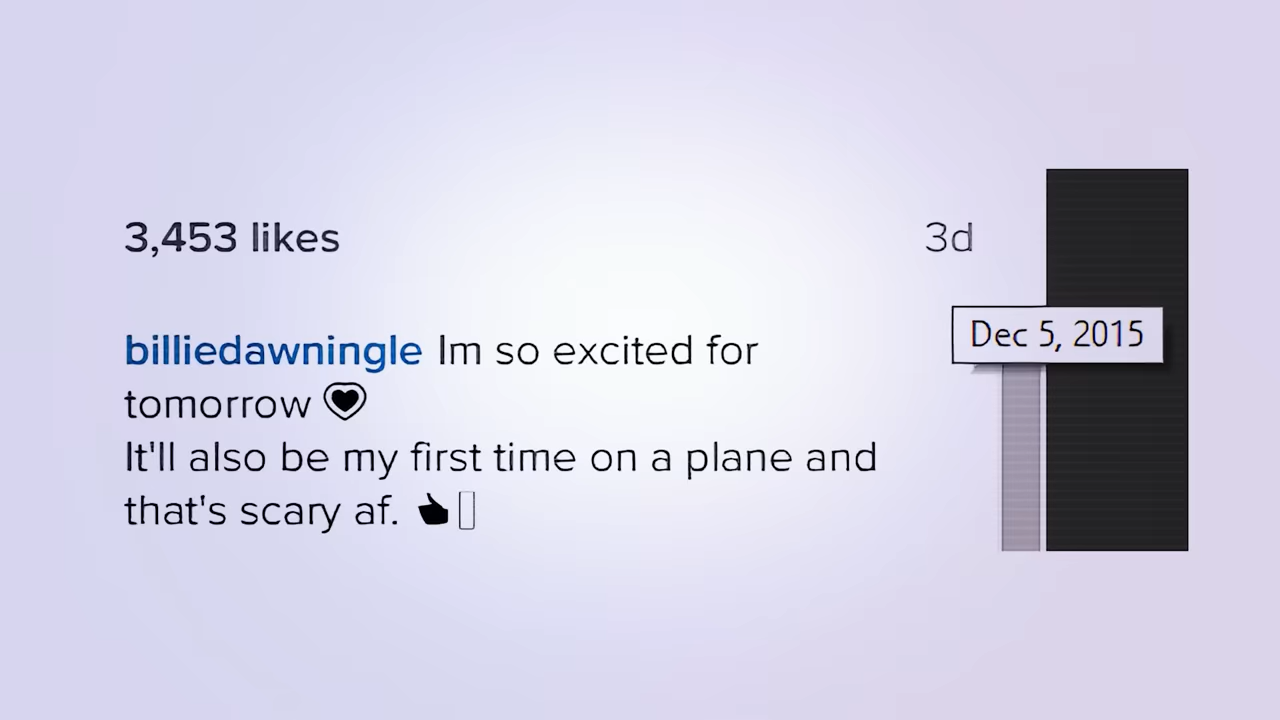 3,453 likes
3d
Dec 5, 2015
billiedawningle Im so excited for
tomorrow
It'll also be my first time on a plane and
that's scary af.